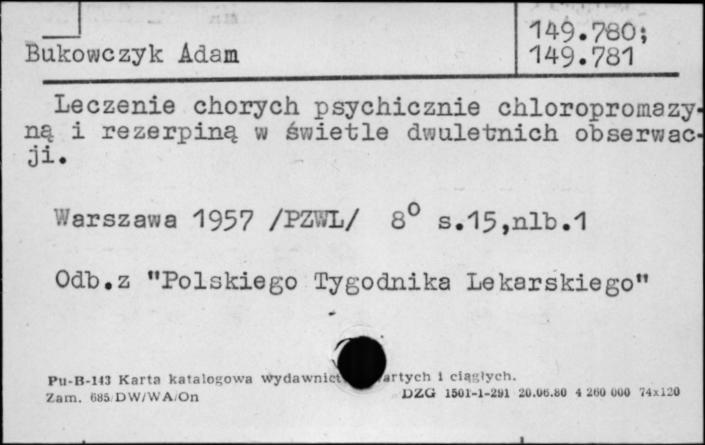 149.780;
Bukowczyk Adam 149.781
Leczenie chorych psychicznie chloropromazy-
ną i rezerpiną w świetle dwuletnich obserwac-
ji.
Warszawa 1957 /PZWL/ 8° s.15,nlb.1
Odb.z "Polskiego Tygodnika Lekarskiego"
Pu-B-143 Karta katalogowa wydawnict artych i ciągłych.
Zam. 685/DW/WA/On DZG 1501-1-291 20.06.80 4 260 000 74x120